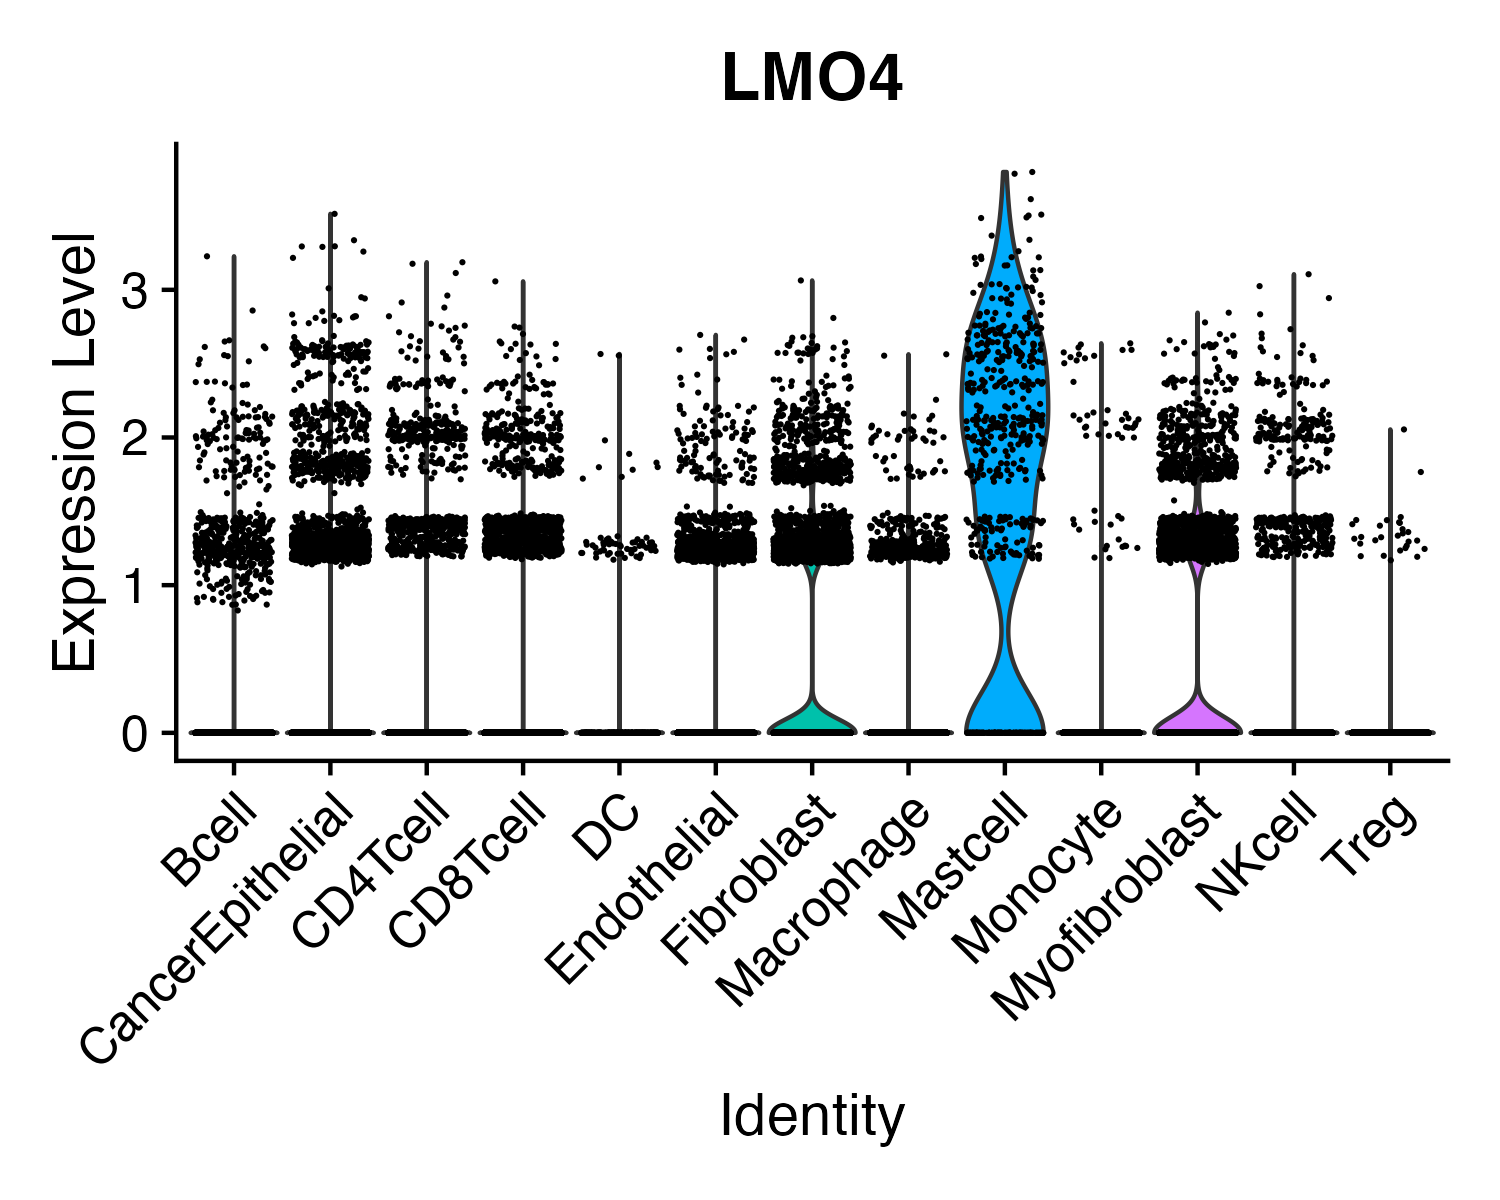 LMO4
Expression Level
3
2
1
0
Bcell
CancerEpithelial
CD4Tcell
CD8Tcell
DC
Endothelial
Fibroblast
Macrophage
Mastcell
Monocyte
Myofibroblast
NKcell
Treg
Identity